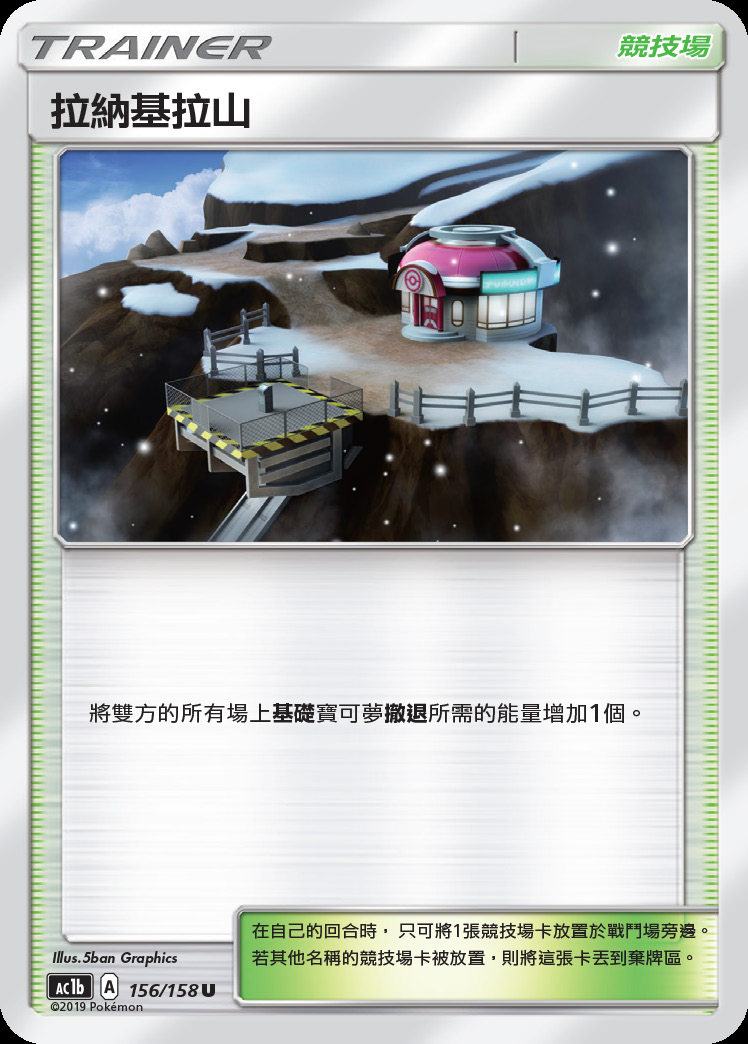 TRAINER
競技場
拉納基拉山
將雙方的所有場上基礎寶可夢撤退所需的能量增加1個。
在自己的回合時，只可將1張競技場卡放置於戰鬥場旁邊。
若其他名稱的競技場卡被放置，則將這張卡丟到棄牌區。
Illus.5ban Graphics
AC1b A 156/158 U
©2019 Pokémon